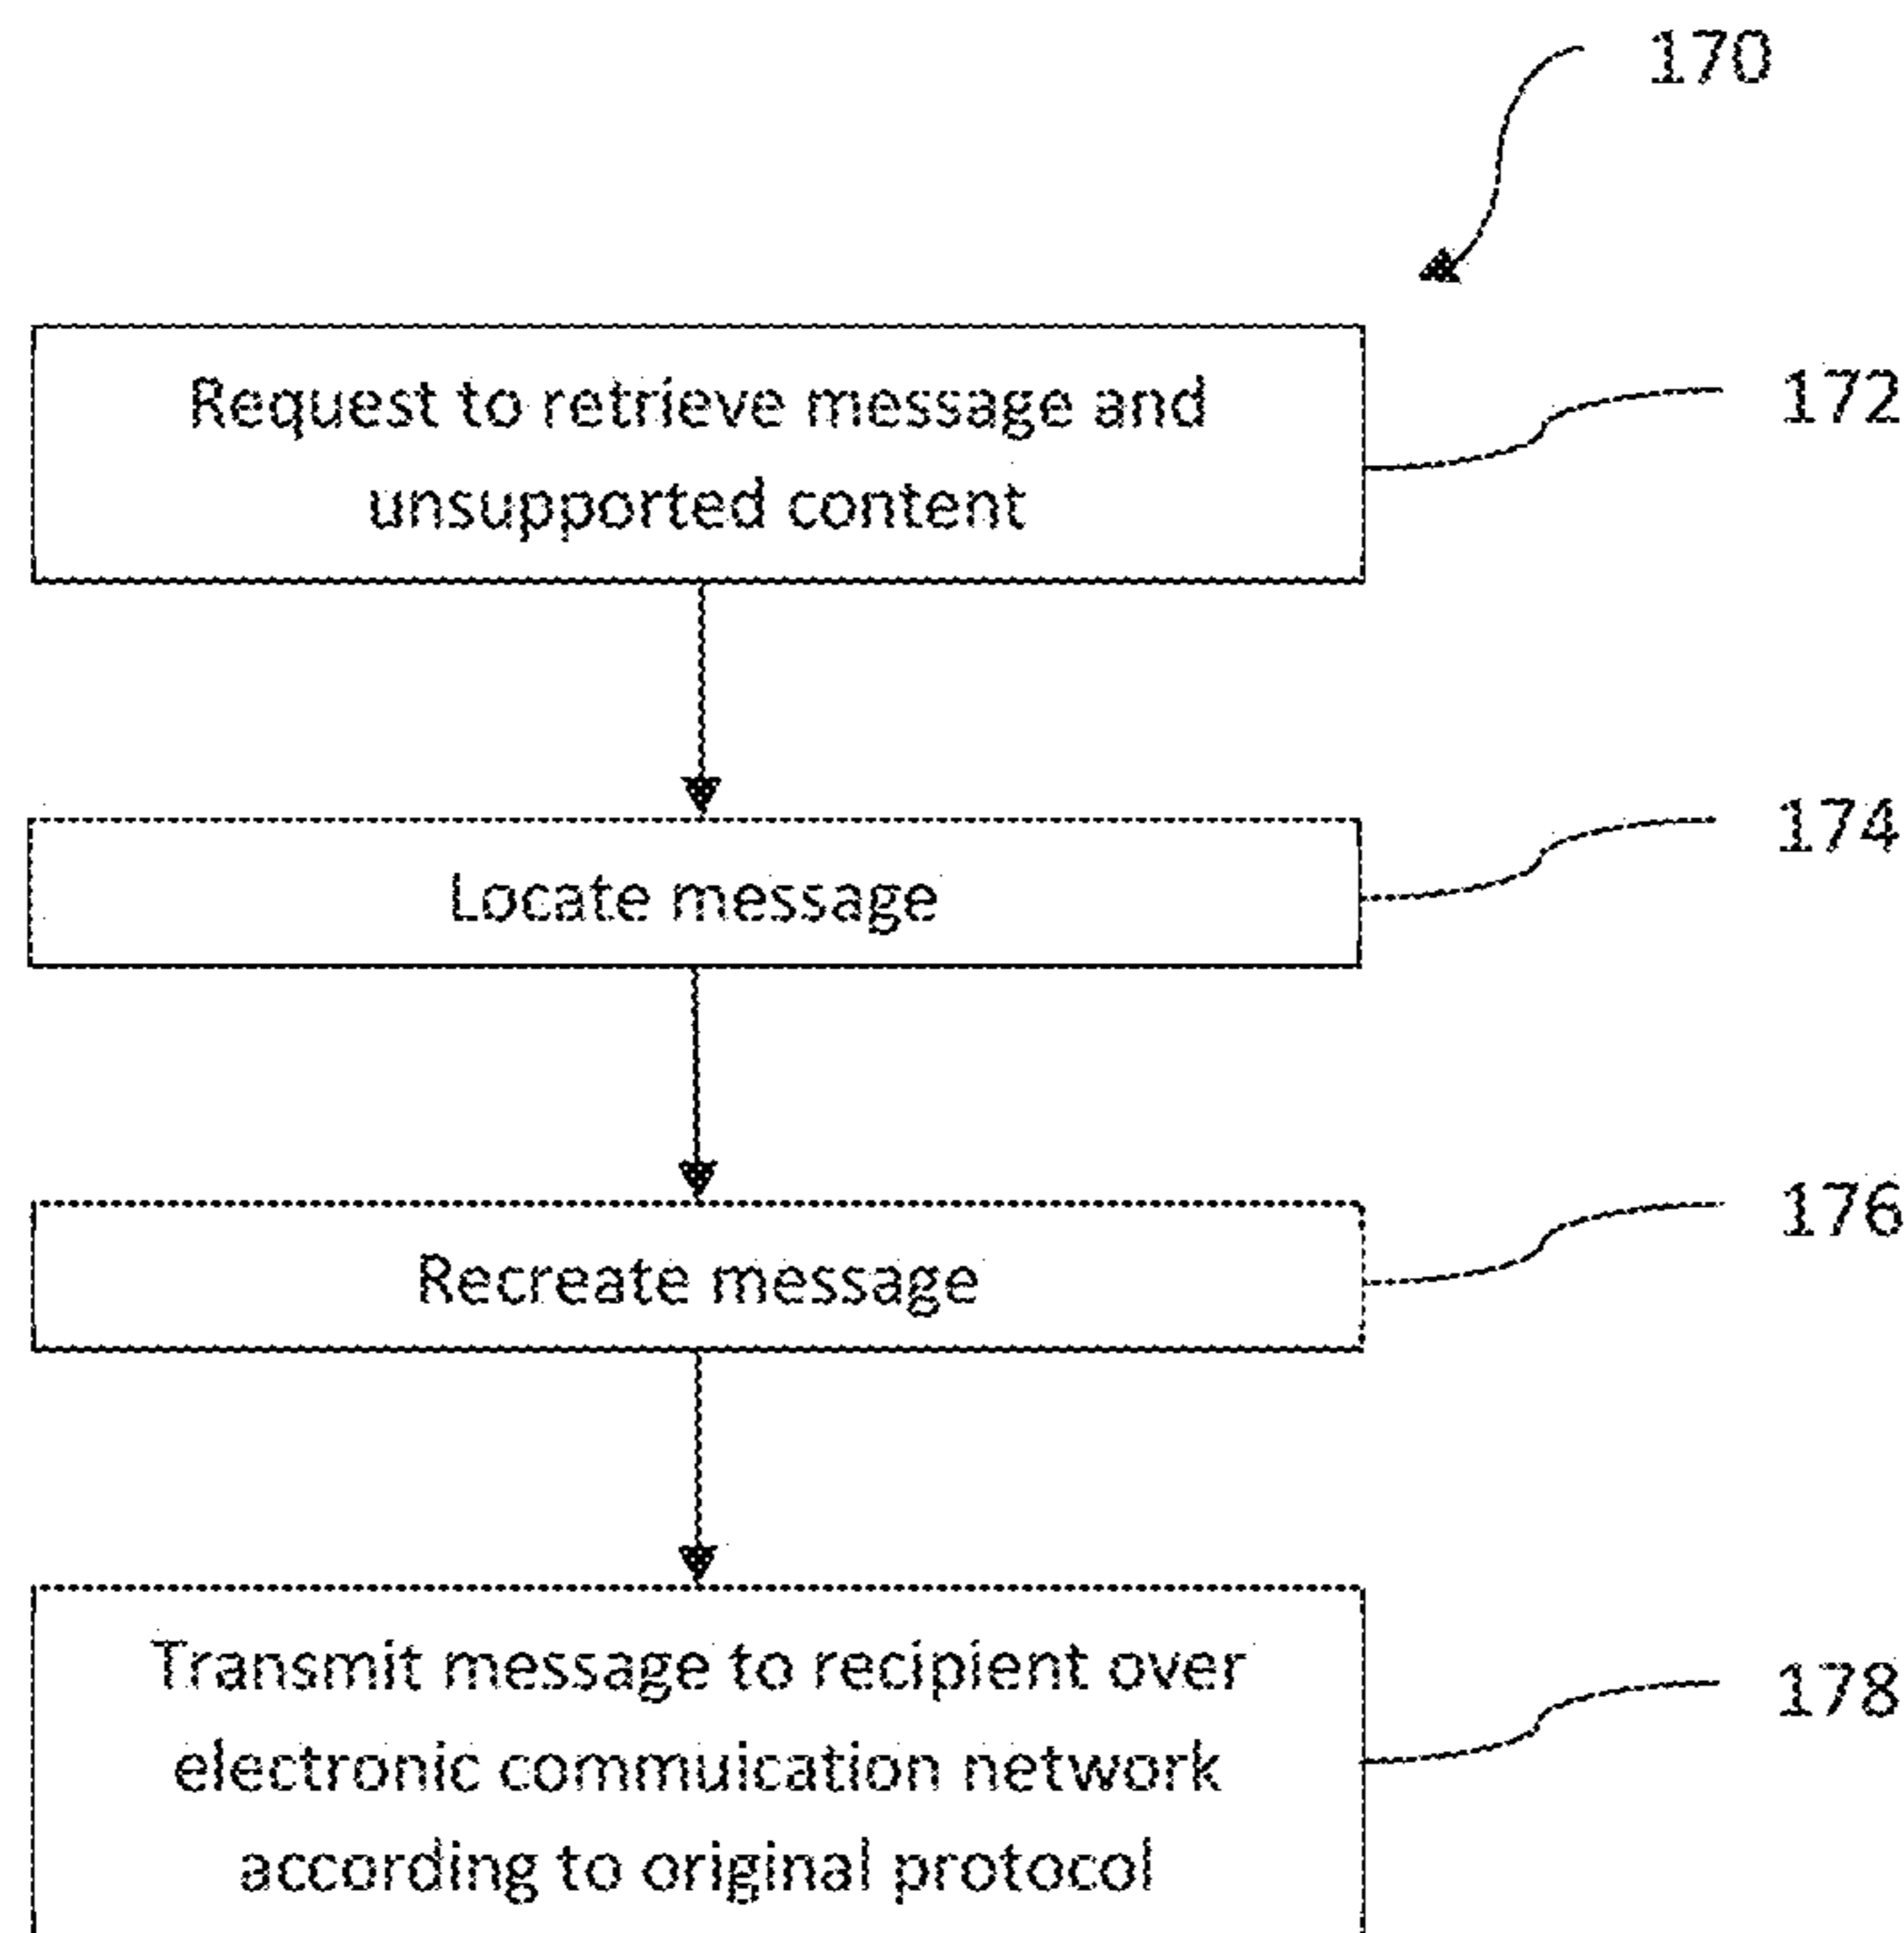 170
Request to retrieve message and
unsupported content
172
Locate message
174
Recreate message
176
Transmit message to recipient over
electronic commuication network
according to original protocol
178